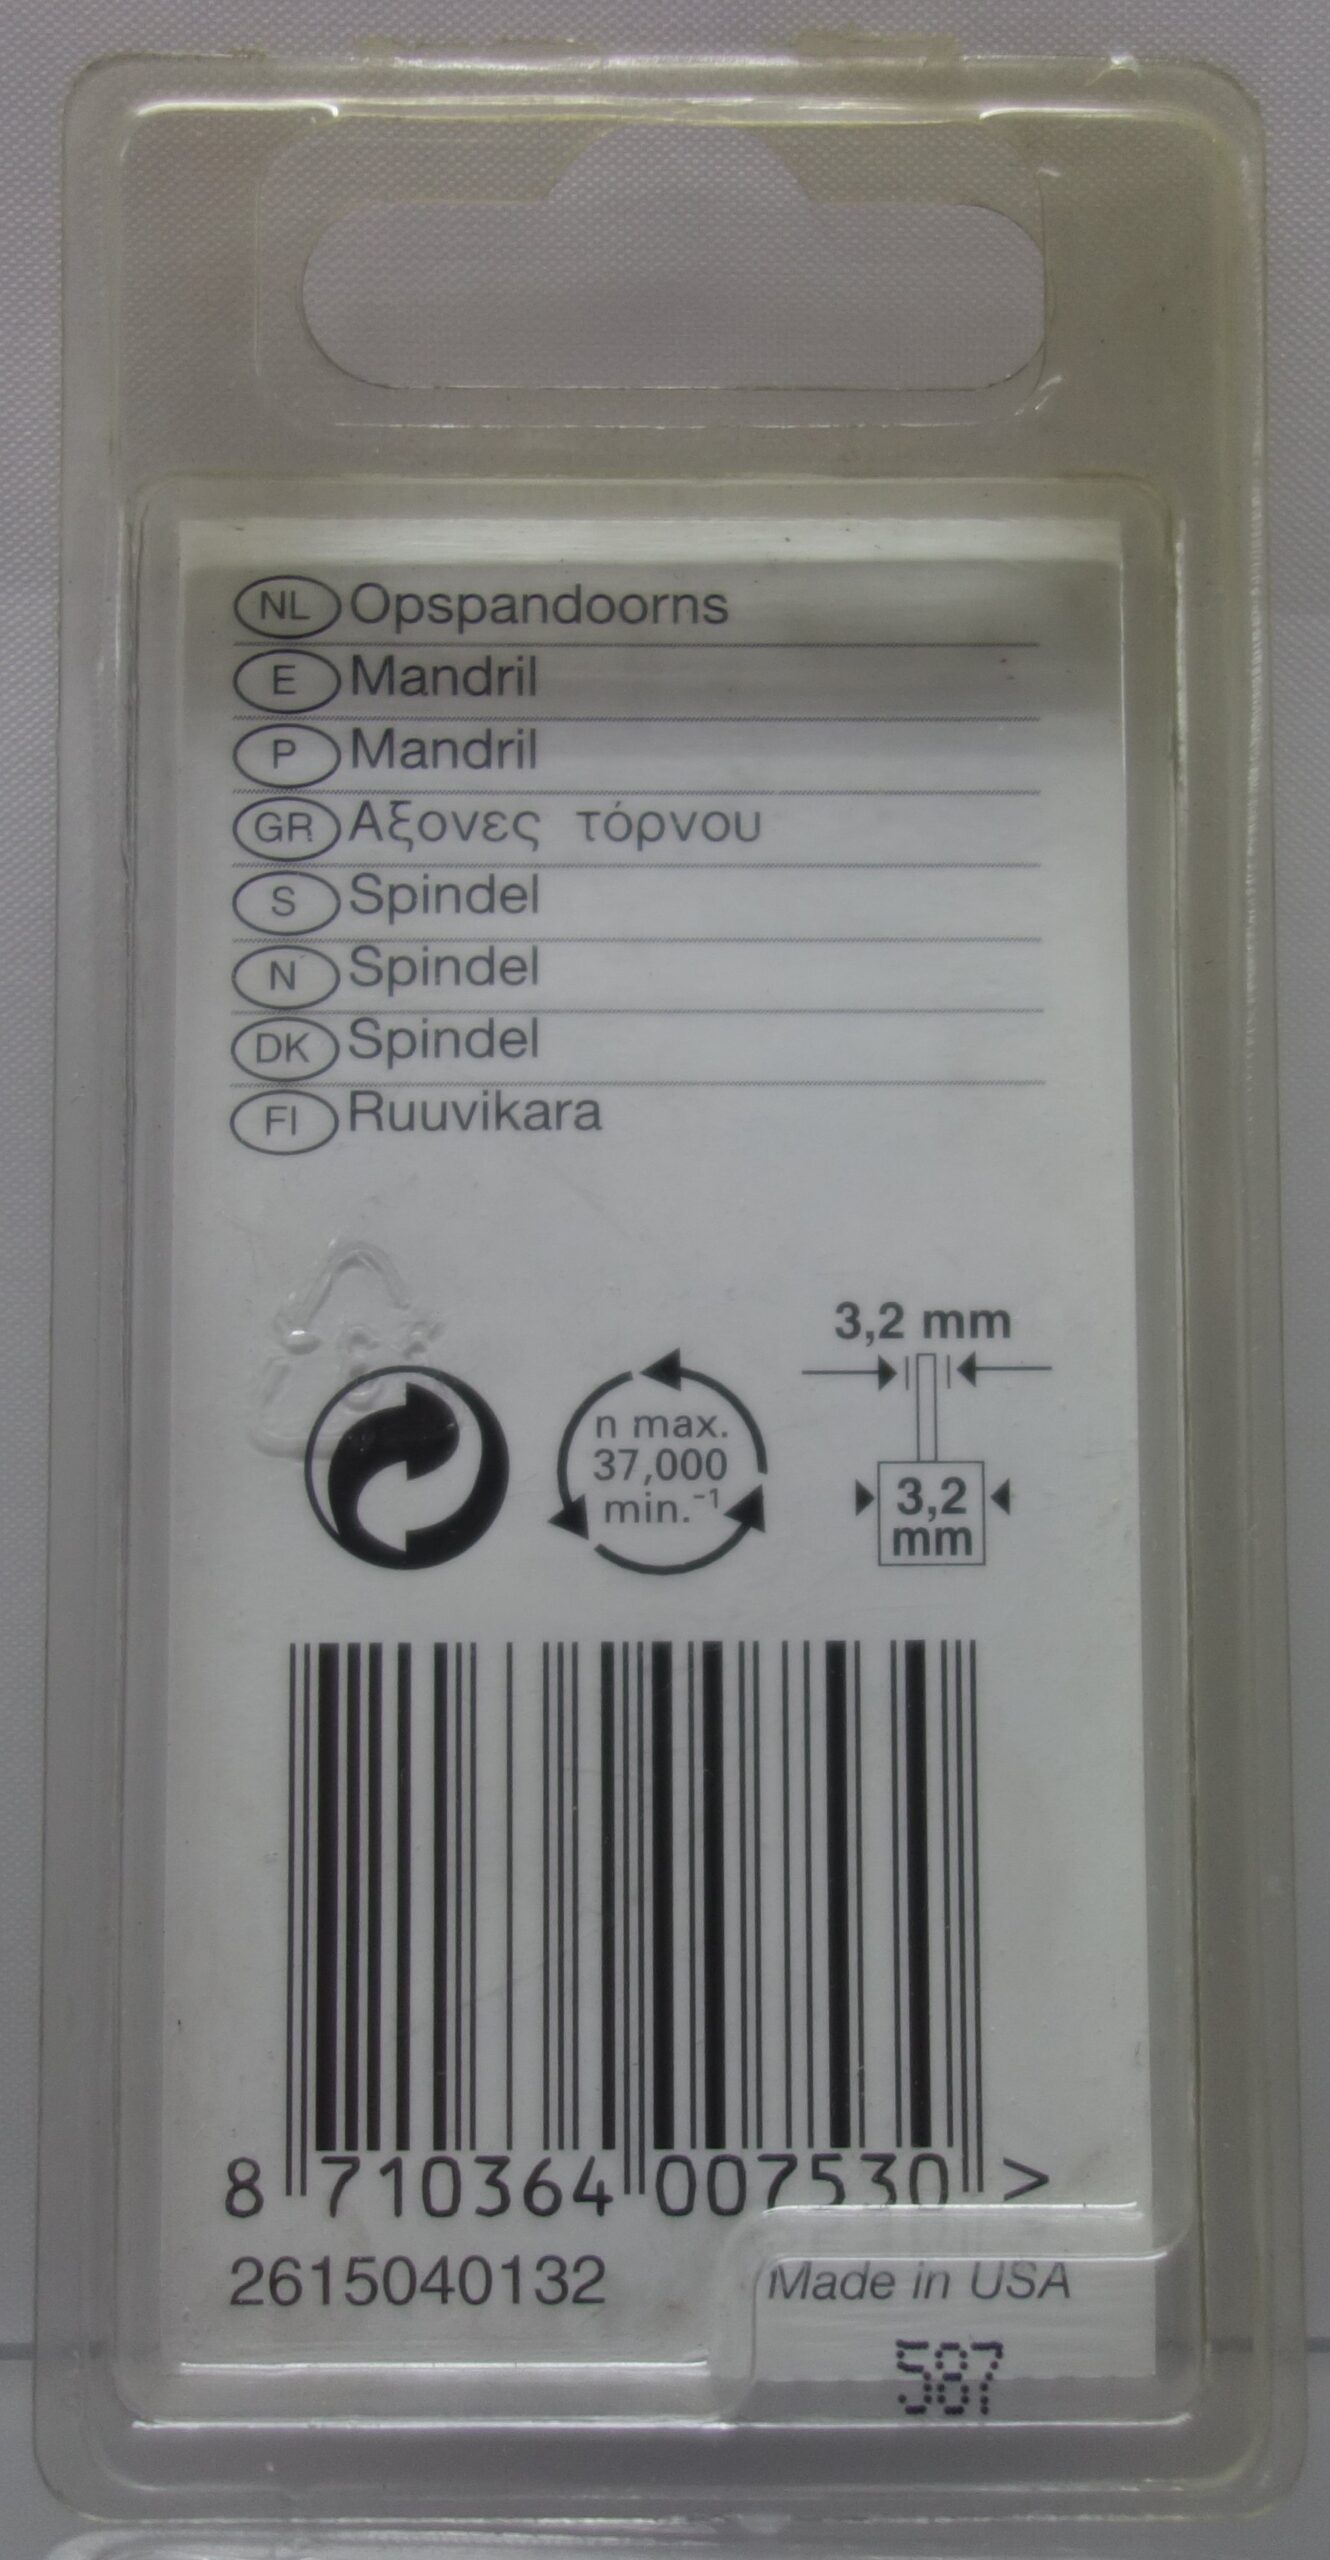 NL Opspandoorns
E Mandril
P Mandril
GR Αξονες τόρνου
S Spindel
N Spindel
DK Spindel
FI Ruuvikara
3,2 mm
n max.
37,000
min.⁻¹
3,2
mm
8 710364 007530 >
2615040132
Made in USA
587